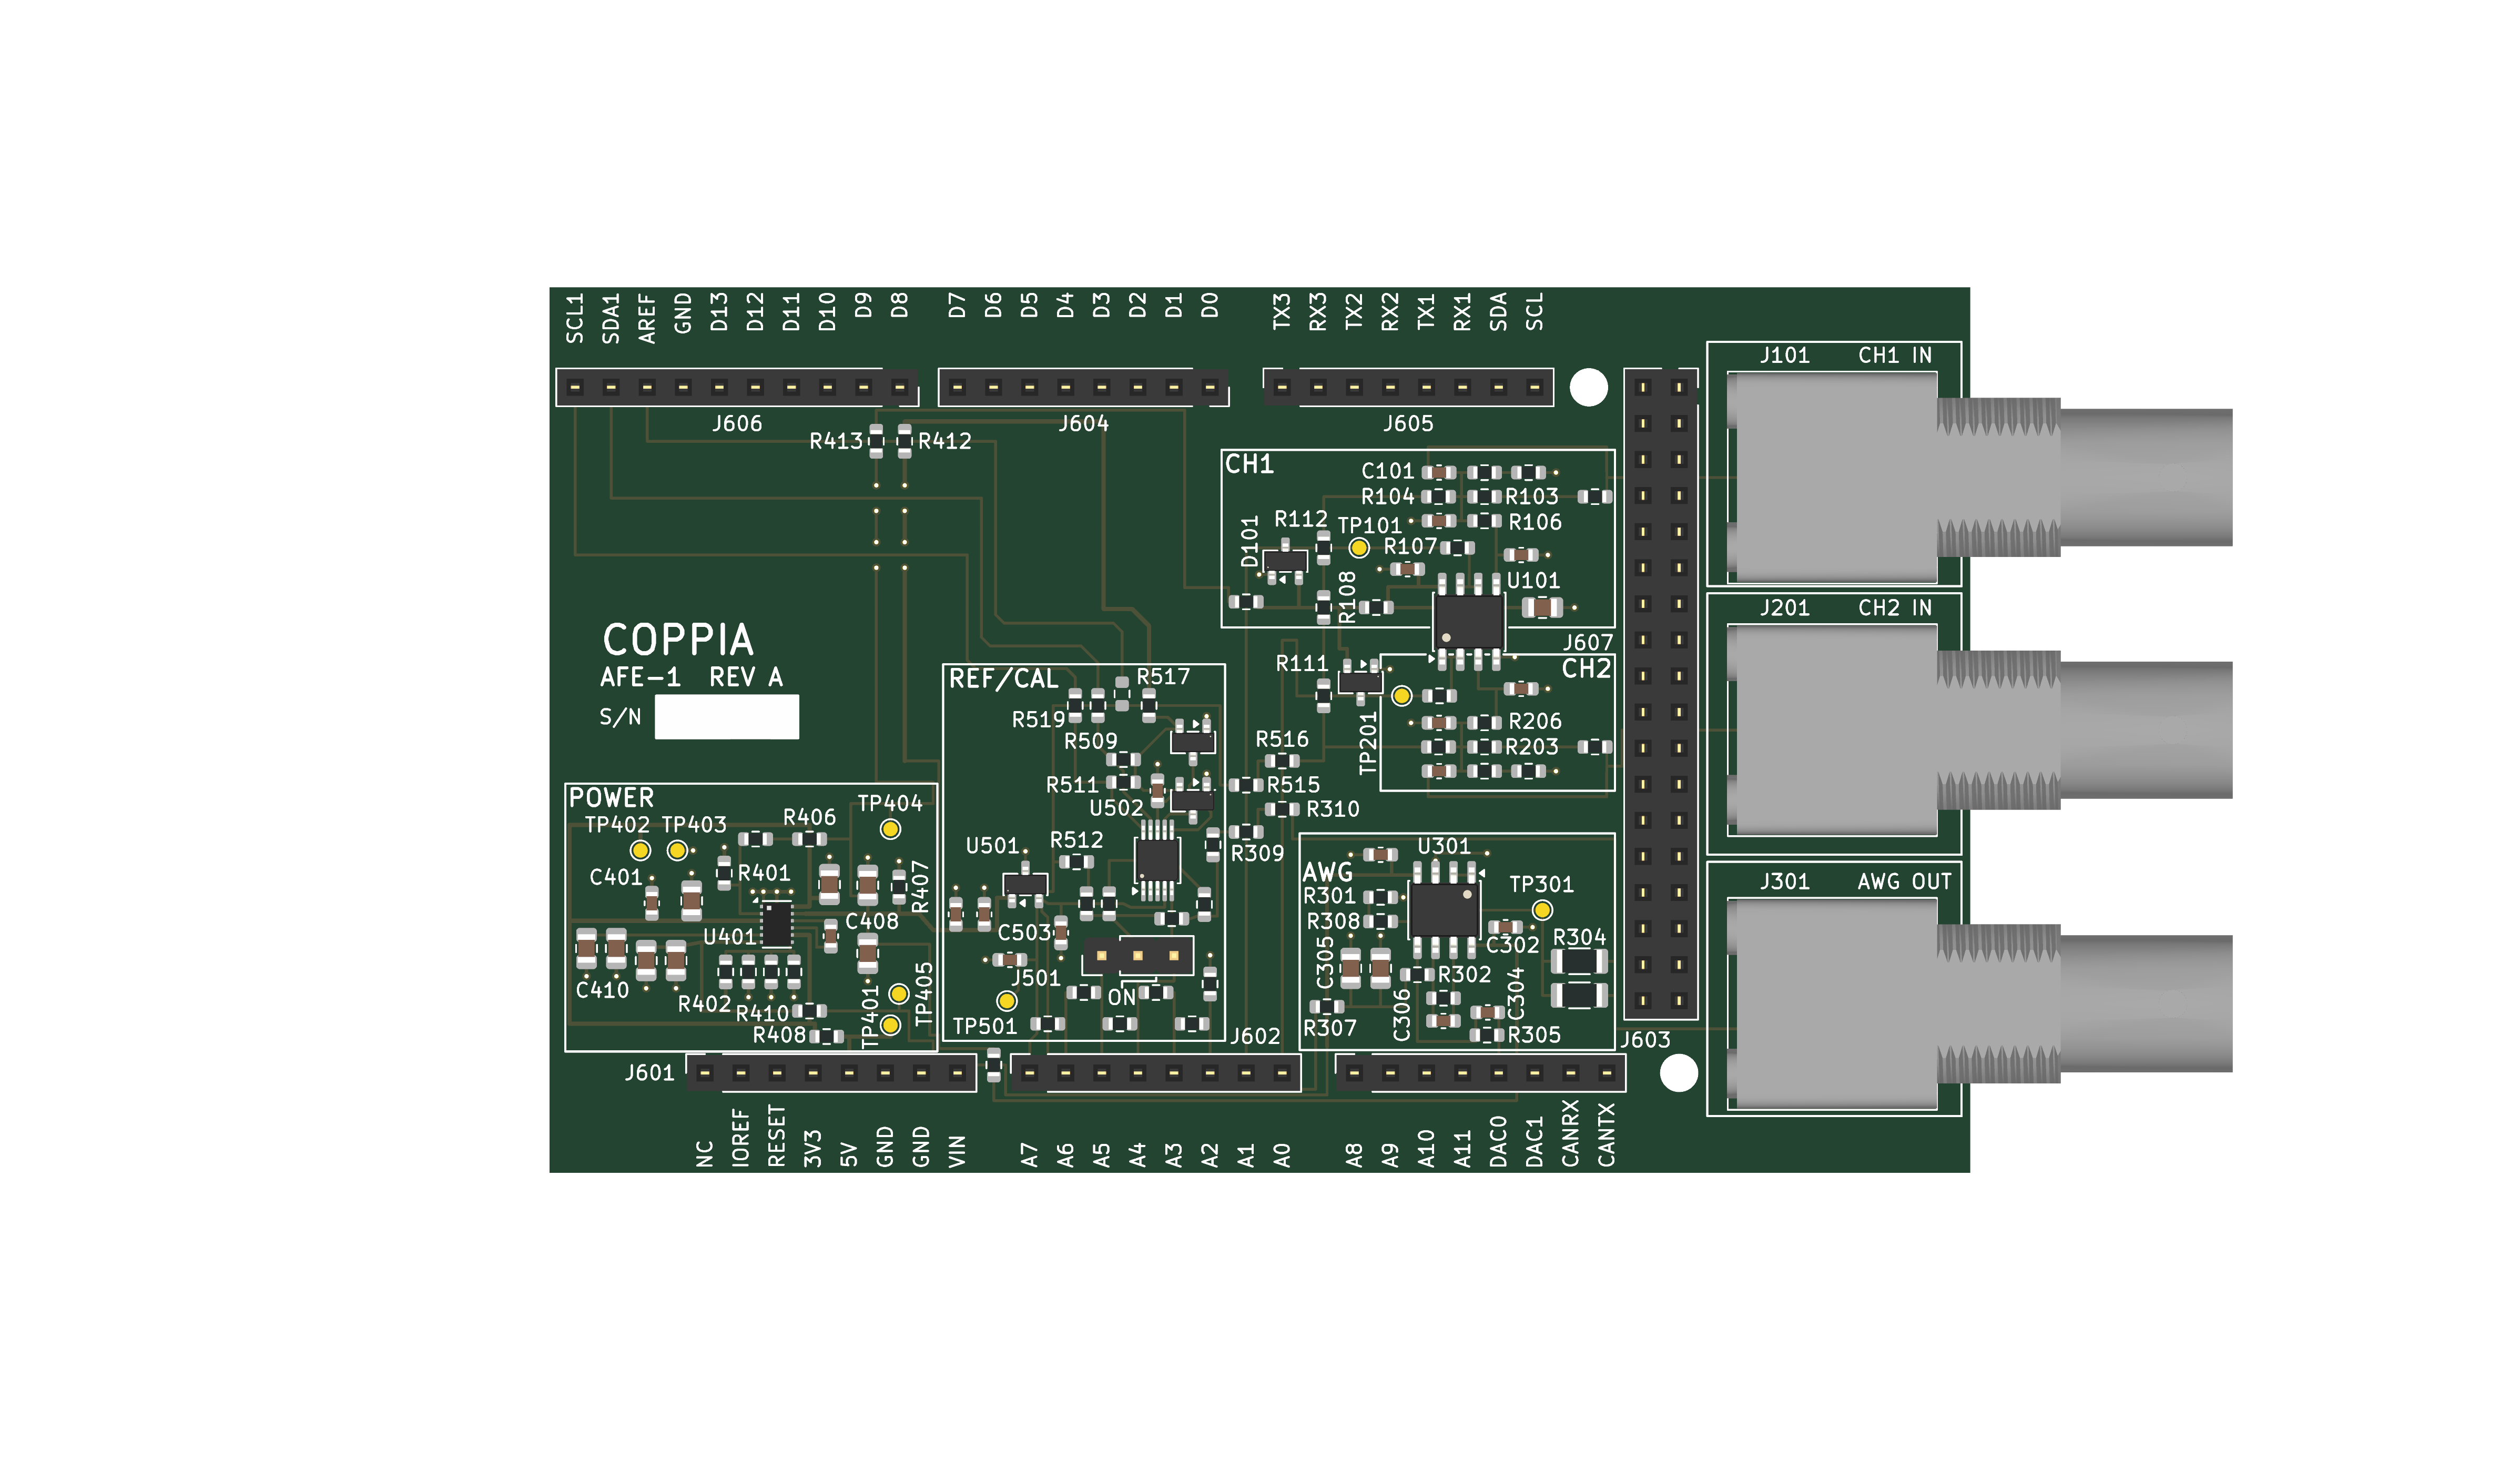 SCL1 SDA1 AREF GND D13 D12 D11 D10 D9 D8 D7 D6 D5 D4 D3 D2 D1 D0 TX3 RX3 TX2 RX2 TX1 RX1 SDA SCL
J101 CH1 IN
J606 J604 J605
R413 R412
CH1
C101
R104 R103
R112 TP101 R106
D101
R107
R108 U101
J201 CH2 IN
COPPIA
J607
AFE-1 REV A
R111 CH2
REF/CAL R517
S/N
R519 TP201 R206
R509 R516 R203
R511 R515
POWER
TP404 U502 R310
TP402 TP403 R406
U501 R512 R309 U301
C401 R401 R407 AWG TP301
J301 AWG OUT
R301
C408 R308
U401 C503 C305 C302 R304
C410 J501 R302
R402 TP401 TP405 ON C306 C304
R410
R408 TP501 J602 R307 R305 J603
J601
NC IOREF RESET 3V3 5V GND GND VIN A7 A6 A5 A4 A3 A2 A1 A0 A8 A9 A10 A11 DAC0 DAC1 CANRX CANTX